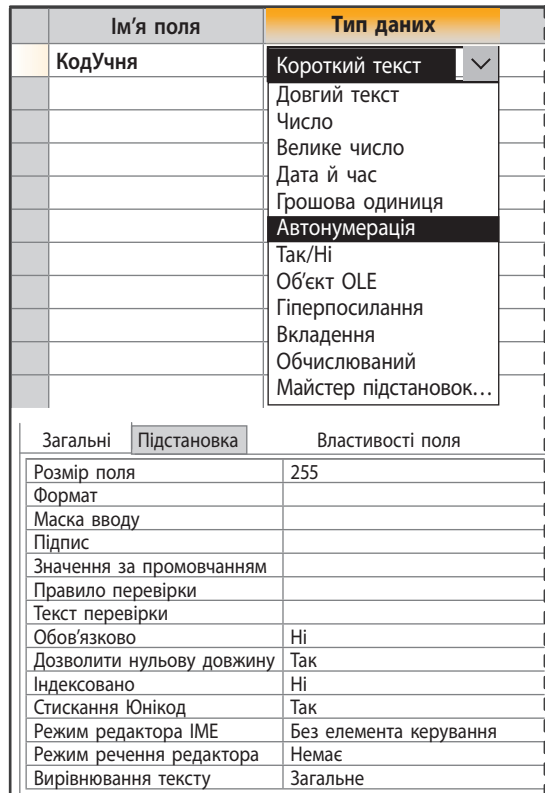 Ім’я поля Тип даних
КодУчня Короткий текст
Довгий текст
Число
Велике число
Дата й час
Грошова одиниця
Автонумерація
Так/Ні
Об’єкт OLE
Гіперпосилання
Вкладення
Обчислюваний
Майстер підстановок...
Загальні Підстановка Властивості поля
Розмір поля 255
Формат
Маска вводу
Підпис
Значення за промовчанням
Правило перевірки
Текст перевірки
Обов’язково Ні
Дозволити нульову довжину Так
Індексовано Ні
Стискання Юнікод Так
Режим редактора IME Без елемента керування
Режим речення редактора Немає
Вирівнювання тексту Загальне